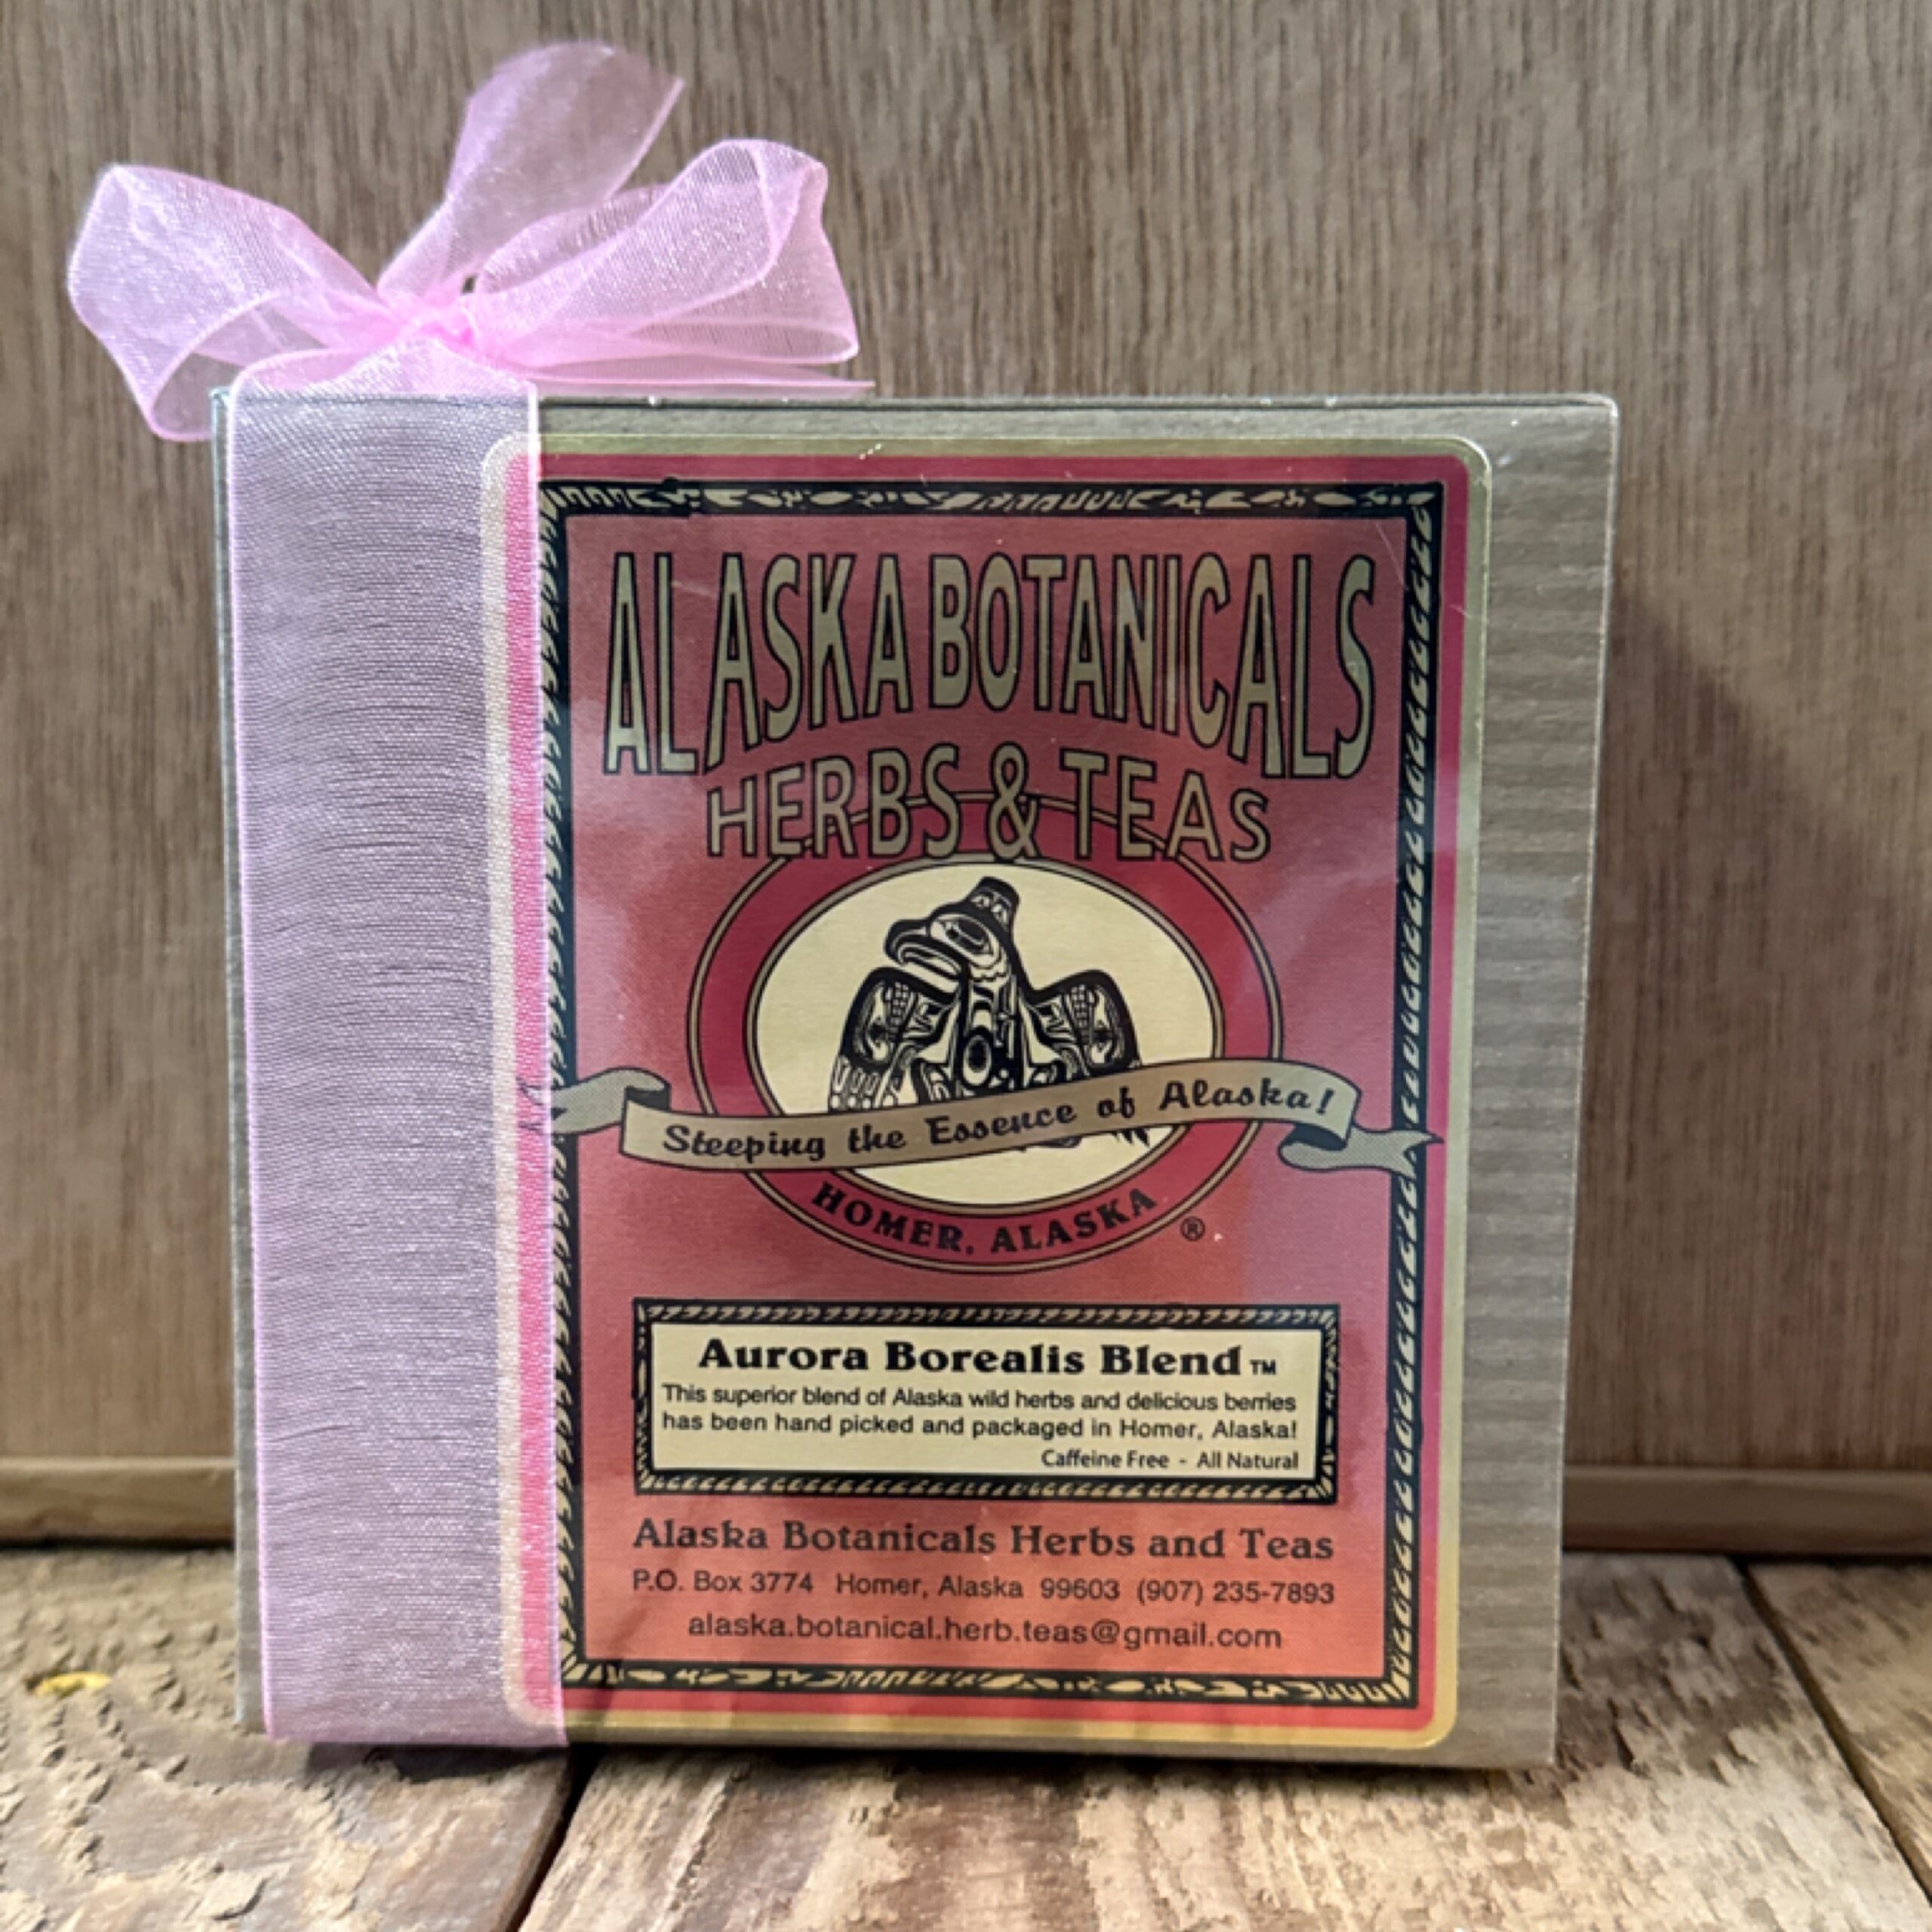 ALASKA BOTANICALS
HERBS & TEAS
Steeping the Essence of Alaska!
HOMER, ALASKA ®
Aurora Borealis Blend TM
This superior blend of Alaska wild herbs and delicious berries
has been hand picked and packaged in Homer, Alaska!
Caffeine Free - All Natural
Alaska Botanicals Herbs and Teas
P.O. Box 3774 Homer, Alaska 99603 (907) 235-7893
alaska.botanical.herb.teas@gmail.com